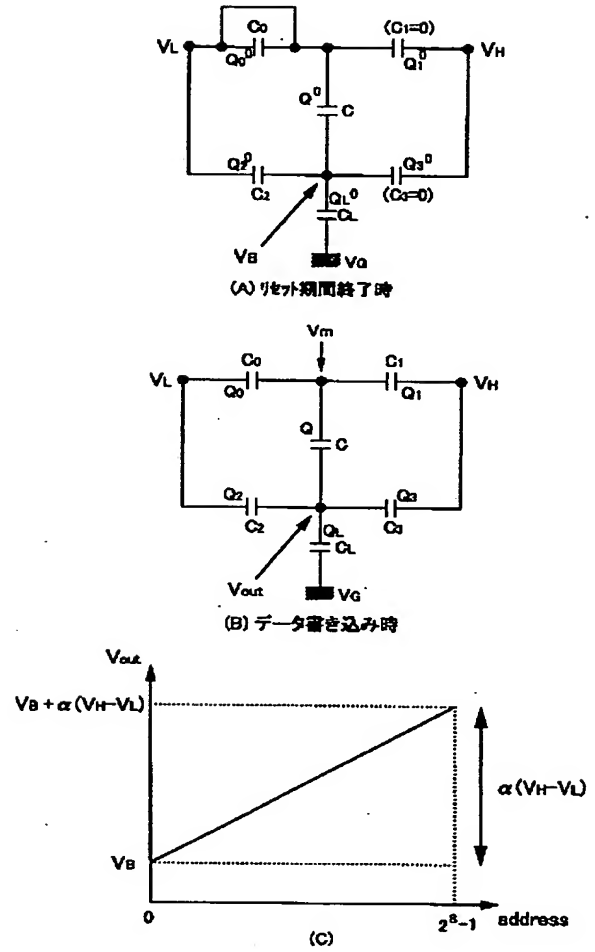 C0 (C1=0)
VL VH
Q0⁰ Q1⁰
Q⁰ C
Q2⁰ Q3⁰
C2 QL⁰ (C3=0)
CL
VB VG
(A) リセット期間終了時
Vm
C0 C1
VL VH
Q0 Q1
Q C
Q2 Q3
C2 QL C3
CL
Vout VG
(B) データ書き込み時
Vout
VB + α(VH−VL)
α(VH−VL)
VB
0 2⁸−1 address
(C)